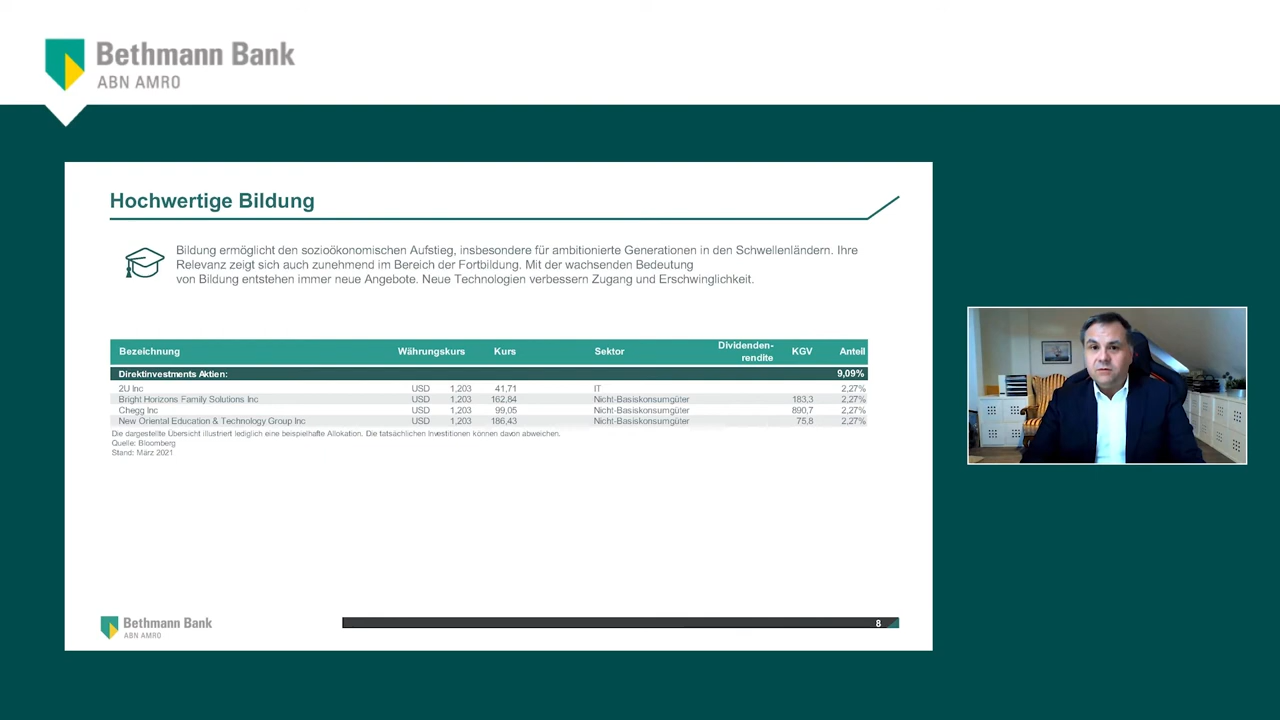 Bethmann Bank
ABN AMRO
Hochwertige Bildung
Bildung ermöglicht den sozioökonomischen Aufstieg, insbesondere für ambitionierte Generationen in den Schwellenländern. Ihre
Relevanz zeigt sich auch zunehmend im Bereich der Fortbildung. Mit der wachsenden Bedeutung
von Bildung entstehen immer neue Angebote. Neue Technologien verbessern Zugang und Erschwinglichkeit.
Bezeichnung Währungskurs Kurs Sektor Dividenden-rendite KGV Anteil
Direktinvestments Aktien: 9,09%
2U Inc USD 1,203 41,71 IT 2,27%
Bright Horizons Family Solutions Inc USD 1,203 162,84 Nicht-Basiskonsumgüter 183,3 2,27%
Chegg Inc USD 1,203 99,05 Nicht-Basiskonsumgüter 890,7 2,27%
New Oriental Education & Technology Group Inc USD 1,203 186,43 Nicht-Basiskonsumgüter 75,8 2,27%
Die dargestellte Übersicht illustriert lediglich eine beispielhafte Allokation. Die tatsächlichen Investitionen können davon abweichen.
Quelle: Bloomberg
Stand: März 2021
Bethmann Bank
ABN AMRO
8